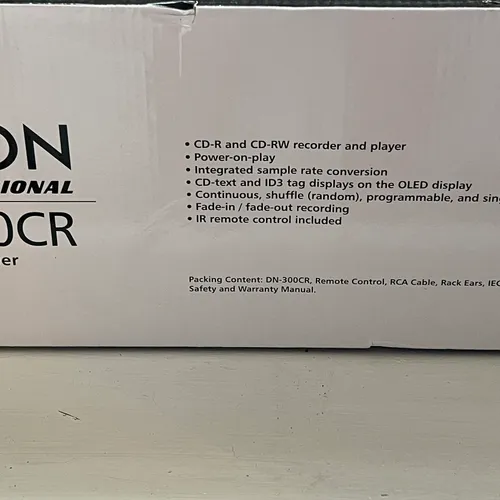 ON
SIONAL
0CR
er
• CD-R and CD-RW recorder and player
• Power-on-play
• Integrated sample rate conversion
• CD-text and ID3 tag displays on the OLED display
• Continuous, shuffle (random), programmable, and sin
• Fade-in / fade-out recording
• IR remote control included
Packing Content: DN-300CR, Remote Control, RCA Cable, Rack Ears, IEC
Safety and Warranty Manual.